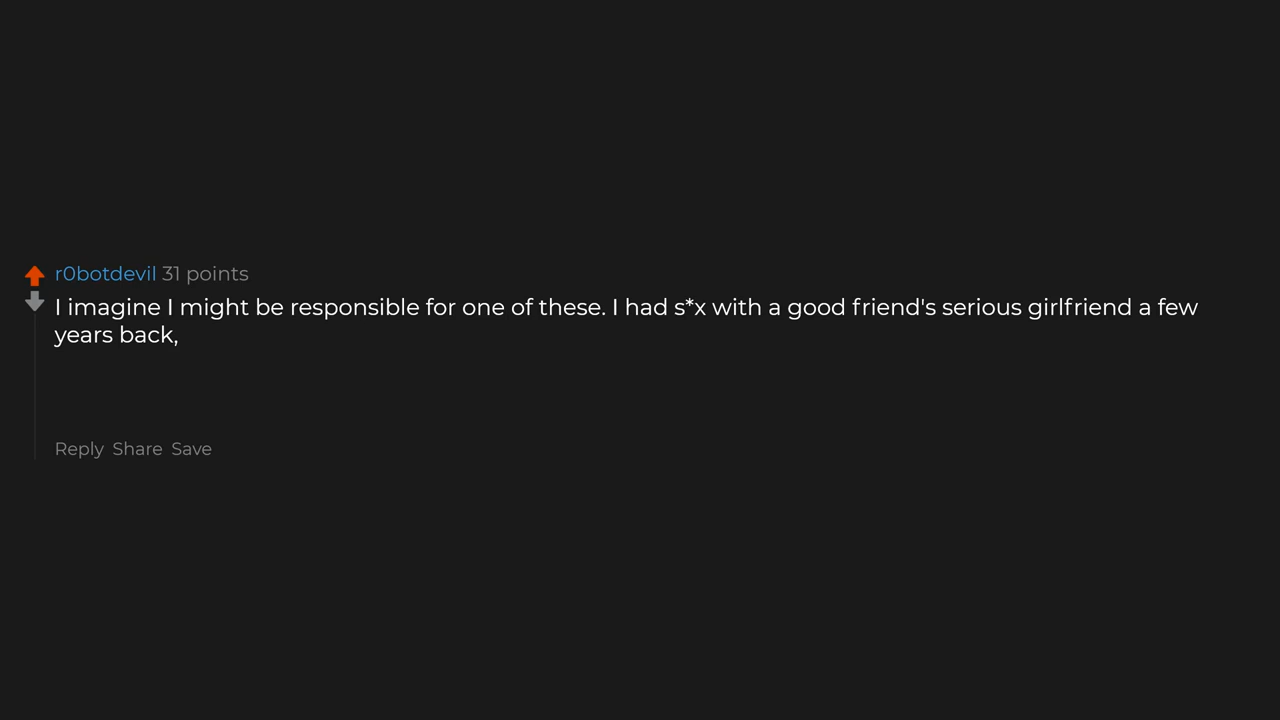 r0botdevil 31 points
I imagine I might be responsible for one of these. I had s*x with a good friend's serious girlfriend a few
years back,
Reply Share Save